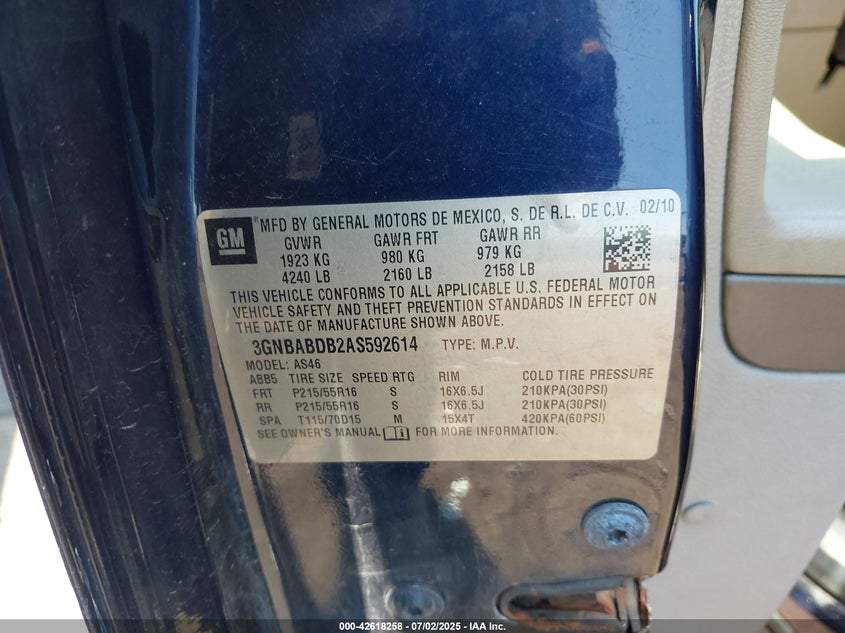 GM
® MFD BY GENERAL MOTORS DE MEXICO, S. DE R.L. DE C.V. 02/10
GVWR GAWR FRT GAWR RR
1923 KG 980 KG 979 KG
4240 LB 2160 LB 2158 LB
THIS VEHICLE CONFORMS TO ALL APPLICABLE U.S. FEDERAL MOTOR
VEHICLE SAFETY AND THEFT PREVENTION STANDARDS IN EFFECT ON
THE DATE OF MANUFACTURE SHOWN ABOVE.
3GNBABDB2AS592614 TYPE: M.P.V.
MODEL: AS46
ABB5 TIRE SIZE SPEED RTG RIM COLD TIRE PRESSURE
FRT P215/55R16 S 16X6.5J 210KPA(30PSI)
RR P215/55R16 S 16X6.5J 210KPA(30PSI)
SPA T115/70D15 M 15X4T 420KPA(60PSI)
SEE OWNER'S MANUAL FOR MORE INFORMATION.
000-42618258 - 07/02/2025 - IAA Inc.